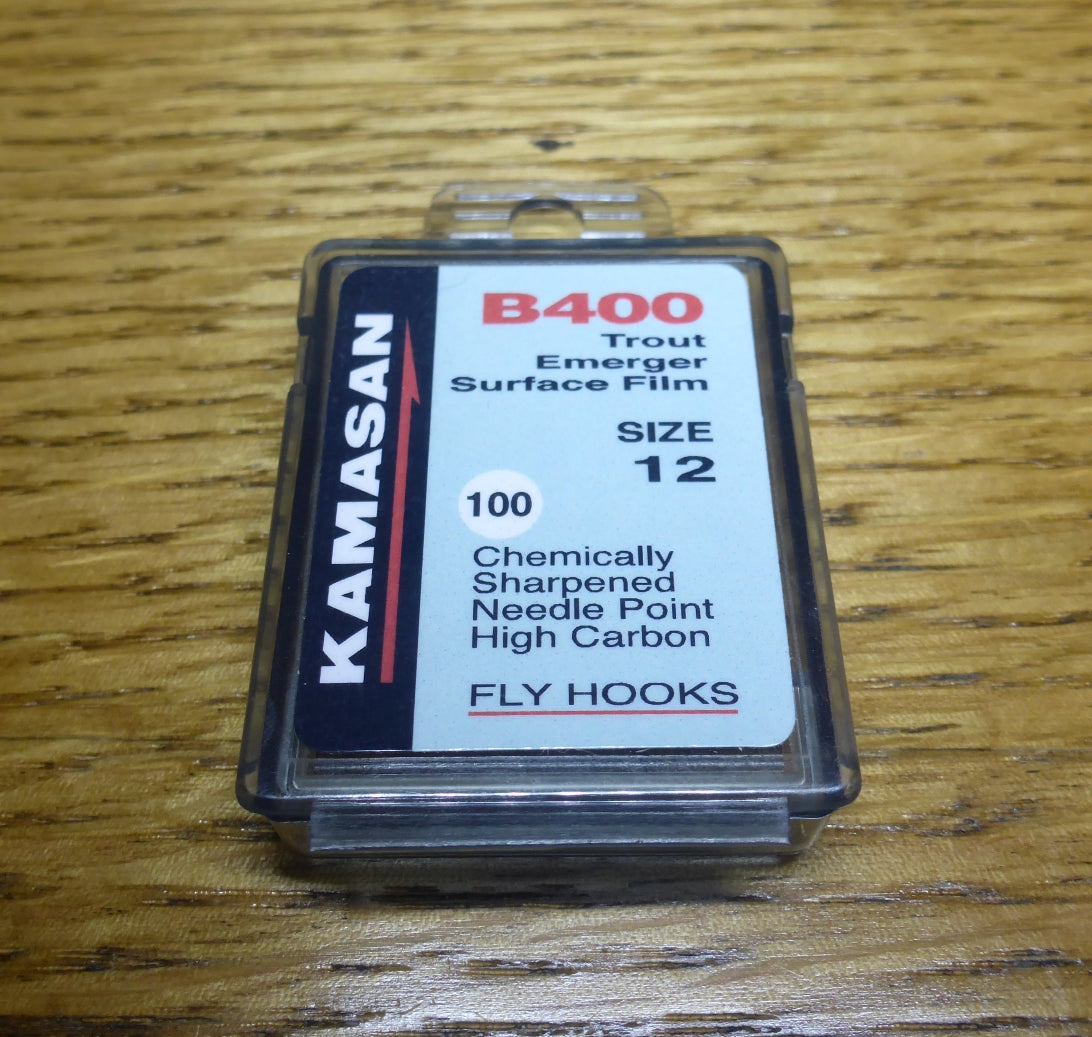 KAMASAN
B400
Trout
Emerger
Surface Film
SIZE
12
100
Chemically
Sharpened
Needle Point
High Carbon
FLY HOOKS